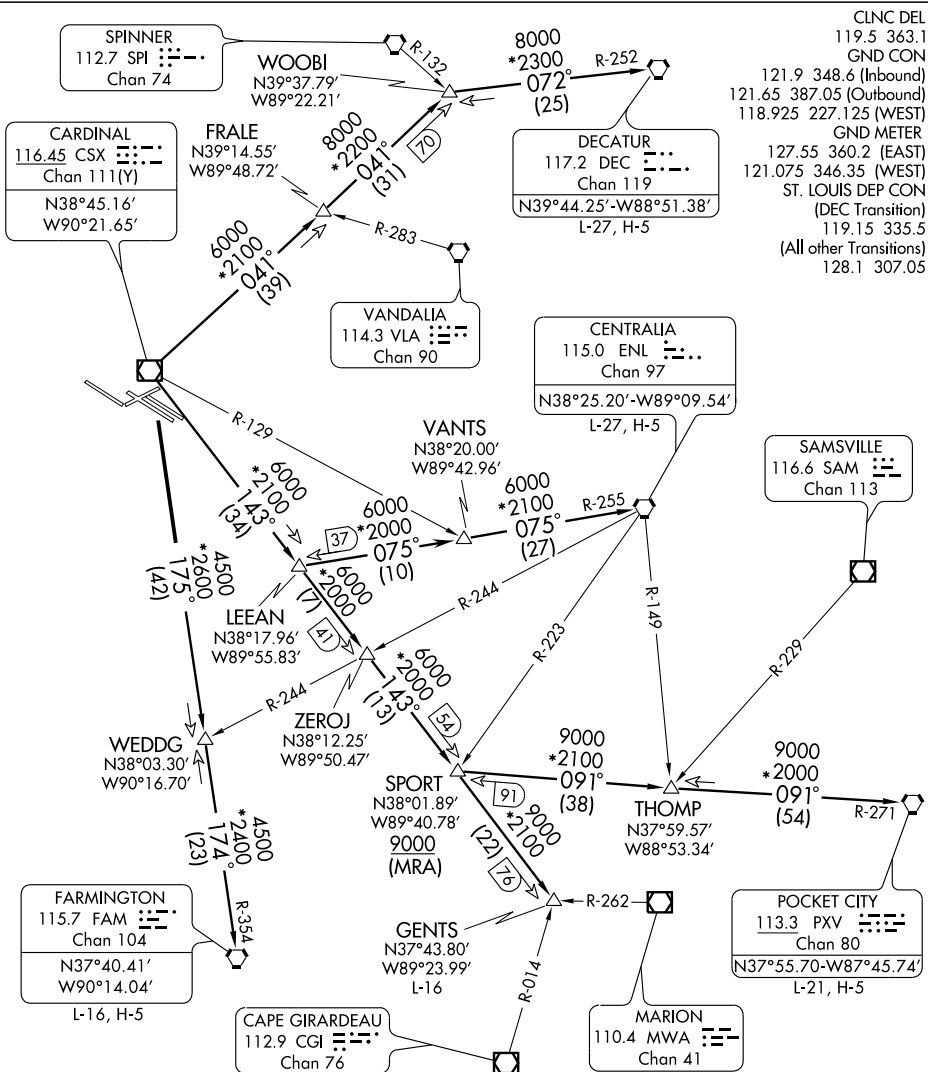 SPINNER
112.7 SPI
Chan 74
R-132
WOOBI
N39°37.79′
W89°22.21′
8000
*2300
072°
(25)
R-252
CLNC DEL
119.5 363.1
GND CON
121.9 348.6 (Inbound)
121.65 387.05 (Outbound)
118.925 227.125 (WEST)
GND METER
127.55 360.2 (EAST)
121.075 346.35 (WEST)
ST. LOUIS DEP CON
(DEC Transition)
119.15 335.5
(All other Transitions)
128.1 307.05
CARDINAL
116.45 CSX
Chan 111(Y)
N38°45.16′
W90°21.65′
FRALE
N39°14.55′
W89°48.72′
8000
*2200
041°
(31)
70
DECATUR
117.2 DEC
Chan 119
N39°44.25′-W88°51.38′
L-27, H-5
6000
*2100
041°
(39)
R-283
VANDALIA
114.3 VLA
Chan 90
CENTRALIA
115.0 ENL
Chan 97
N38°25.20′-W89°09.54′
L-27, H-5
R-129
VANTS
N38°20.00′
W89°42.96′
SAMSVILLE
116.6 SAM
Chan 113
6000
*2100
143°
(34)
6000
*2000
075°
(10)
37
6000
*2100
075°
(27)
R-255
4500
*2600
175°
(42)
LEEAN
N38°17.96′
W89°55.83′
6000
*2000
(7)
41
R-244
R-223
R-149
R-229
R-244
WEDDG
N38°03.30′
W90°16.70′
ZEROJ
N38°12.25′
W89°50.47′
6000
*2000
143°
(13)
54
SPORT
N38°01.89′
W89°40.78′
9000
(MRA)
9000
*2100
091°
(38)
91
THOMP
N37°59.57′
W88°53.34′
9000
*2000
091°
(54)
R-271
4500
*2400
174°
(23)
R-354
9000
*2100
(22)
76
FARMINGTON
115.7 FAM
Chan 104
N37°40.41′
W90°14.04′
L-16, H-5
GENTS
N37°43.80′
W89°23.99′
L-16
R-262
R-014
POCKET CITY
113.3 PXV
Chan 80
N37°55.70-W87°45.74′
L-21, H-5
CAPE GIRARDEAU
112.9 CGI
Chan 76
MARION
110.4 MWA
Chan 41